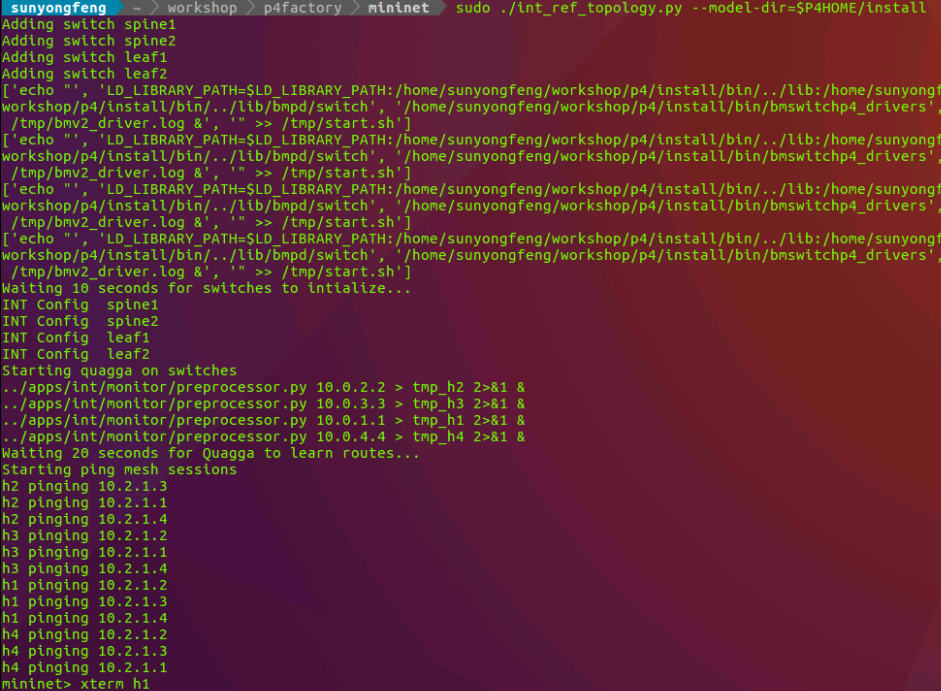 sunyongfeng ~ workshop p4factory mininet sudo ./int_ref_topology.py --model-dir=$P4HOME/install
Adding switch spine1
Adding switch spine2
Adding switch leaf1
Adding switch leaf2
['echo "', 'LD_LIBRARY_PATH=$LD_LIBRARY_PATH:/home/sunyongfeng/workshop/p4/install/bin/../lib:/home/sunyongf
workshop/p4/install/bin/../lib/bmpd/switch', '/home/sunyongfeng/workshop/p4/install/bin/bmswitchp4_drivers',
/tmp/bmv2_driver.log &', '" >> /tmp/start.sh']
['echo "', 'LD_LIBRARY_PATH=$LD_LIBRARY_PATH:/home/sunyongfeng/workshop/p4/install/bin/../lib:/home/sunyongf
workshop/p4/install/bin/../lib/bmpd/switch', '/home/sunyongfeng/workshop/p4/install/bin/bmswitchp4_drivers',
/tmp/bmv2_driver.log &', '" >> /tmp/start.sh']
['echo "', 'LD_LIBRARY_PATH=$LD_LIBRARY_PATH:/home/sunyongfeng/workshop/p4/install/bin/../lib:/home/sunyongf
workshop/p4/install/bin/../lib/bmpd/switch', '/home/sunyongfeng/workshop/p4/install/bin/bmswitchp4_drivers',
/tmp/bmv2_driver.log &', '" >> /tmp/start.sh']
['echo "', 'LD_LIBRARY_PATH=$LD_LIBRARY_PATH:/home/sunyongfeng/workshop/p4/install/bin/../lib:/home/sunyongf
workshop/p4/install/bin/../lib/bmpd/switch', '/home/sunyongfeng/workshop/p4/install/bin/bmswitchp4_drivers',
/tmp/bmv2_driver.log &', '" >> /tmp/start.sh']
Waiting 10 seconds for switches to intialize...
INT Config  spine1
INT Config  spine2
INT Config  leaf1
INT Config  leaf2
Starting quagga on switches
../apps/int/monitor/preprocessor.py 10.0.2.2 > tmp_h2 2>&1 &
../apps/int/monitor/preprocessor.py 10.0.3.3 > tmp_h3 2>&1 &
../apps/int/monitor/preprocessor.py 10.0.1.1 > tmp_h1 2>&1 &
../apps/int/monitor/preprocessor.py 10.0.4.4 > tmp_h4 2>&1 &
Waiting 20 seconds for Quagga to learn routes...
Starting ping mesh sessions
h2 pinging 10.2.1.3
h2 pinging 10.2.1.1
h2 pinging 10.2.1.4
h3 pinging 10.2.1.2
h3 pinging 10.2.1.1
h3 pinging 10.2.1.4
h1 pinging 10.2.1.2
h1 pinging 10.2.1.3
h1 pinging 10.2.1.4
h4 pinging 10.2.1.2
h4 pinging 10.2.1.3
h4 pinging 10.2.1.1
mininet> xterm h1